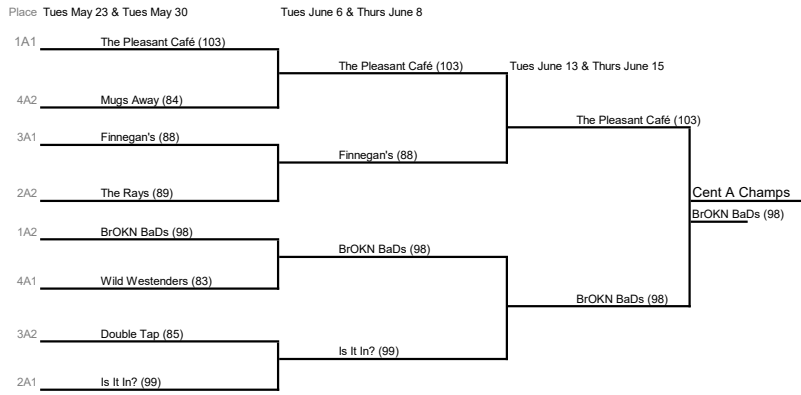 Place Tues May 23 & Tues May 30 Tues June 6 & Thurs June 8
1A1 The Pleasant Café (103)
The Pleasant Café (103) Tues June 13 & Thurs June 15
4A2 Mugs Away (84)
The Pleasant Café (103)
3A1 Finnegan's (88)
Finnegan's (88)
2A2 The Rays (89)
Cent A Champs
BrOKN BaDs (98)
1A2 BrOKN BaDs (98)
BrOKN BaDs (98)
4A1 Wild Westenders (83)
BrOKN BaDs (98)
3A2 Double Tap (85)
Is It In? (99)
2A1 Is It In? (99)